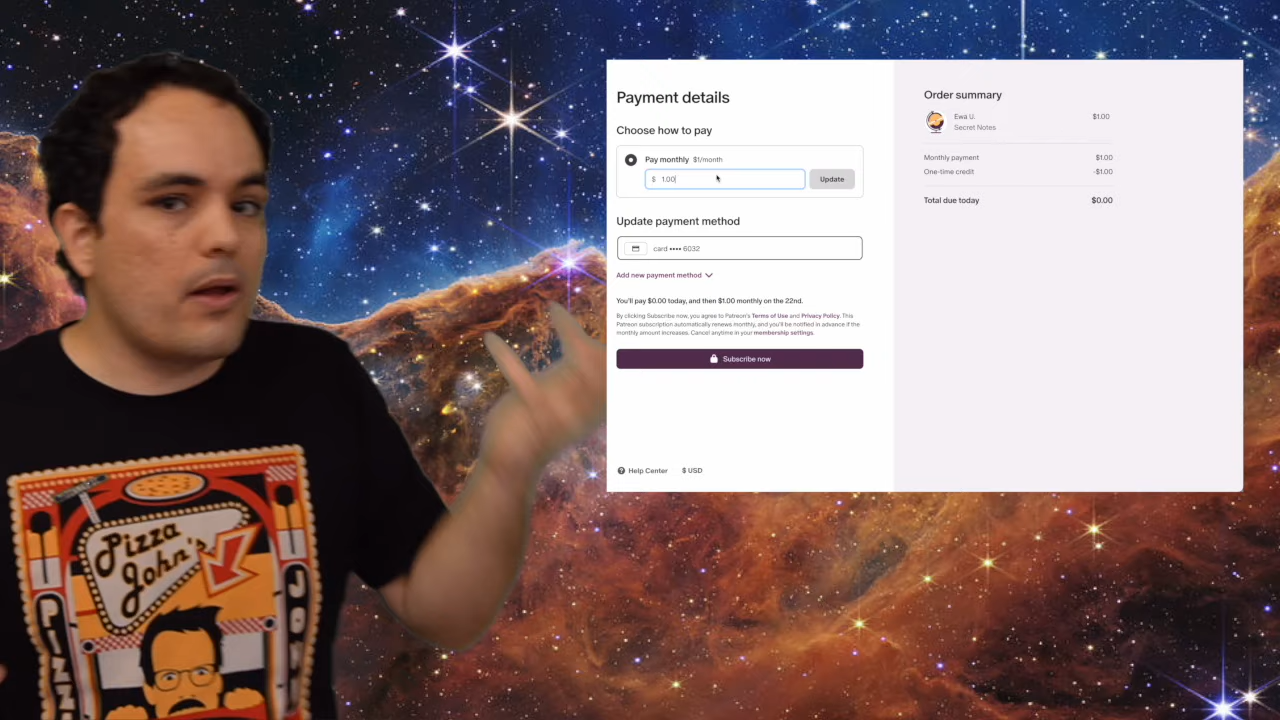 Payment details
Choose how to pay
Pay monthly $1/month
$ 1.00
Update
Update payment method
card •••• 6032
Add new payment method
You'll pay $0.00 today, and then $1.00 monthly on the 22nd.
By clicking Subscribe now, you agree to Patreon's Terms of Use and Privacy Policy. This
Patreon subscription automatically renews monthly, and you'll be notified in advance if the
monthly amount increases. Cancel anytime in your membership settings.
Subscribe now
Help Center $ USD
Order summary
Ewa U. $1.00
Secret Notes
Monthly payment $1.00
One-time credit -$1.00
Total due today $0.00
Pizza
John's